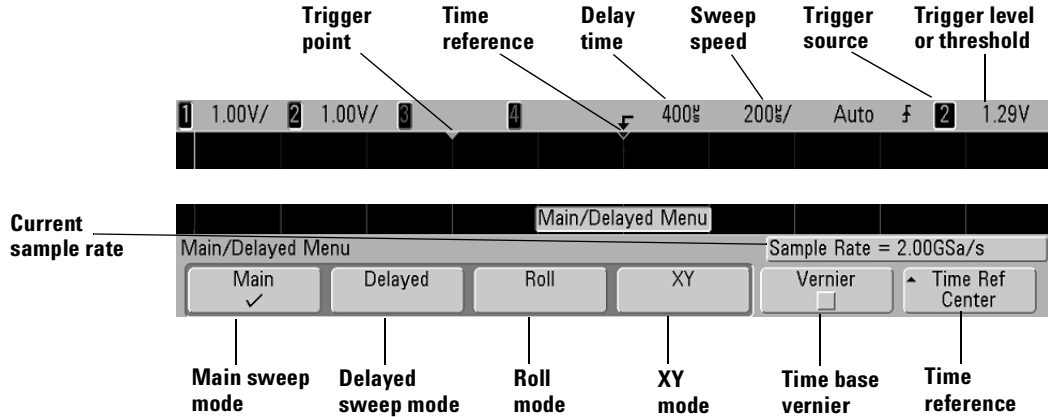 Trigger point
Time reference
Delay time
Sweep speed
Trigger source
Trigger level or threshold
1 1.00V/ 2 1.00V/ 3 4 400µs 200µs/ Auto 2 1.29V
Main/Delayed Menu
Current sample rate
Main/Delayed Menu
Sample Rate = 2.00GSa/s
Main
Delayed
Roll
XY
Vernier
Time Ref
Center
Main sweep mode
Delayed sweep mode
Roll mode
XY mode
Time base vernier
Time reference